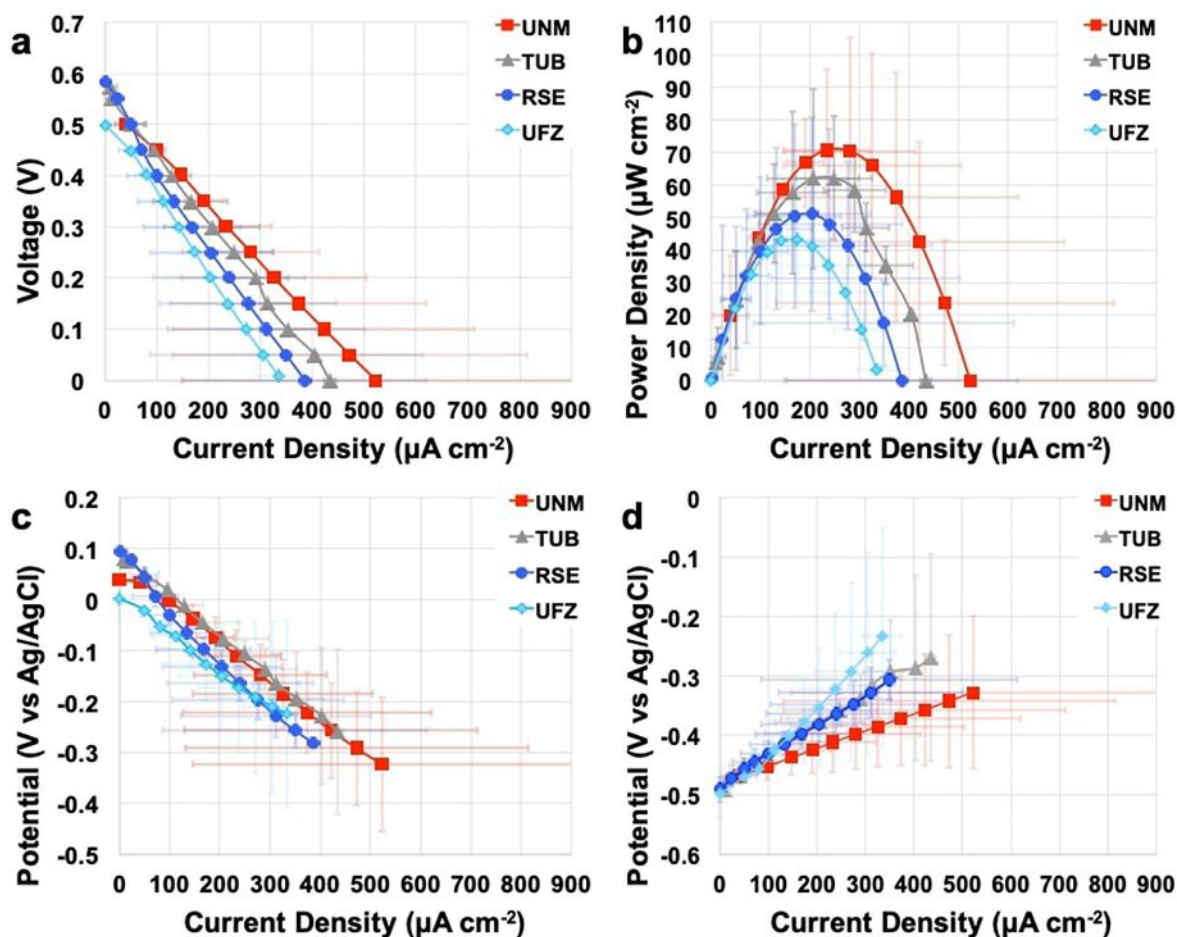 a
0.7
0.6
0.5
0.4
0.3
0.2
0.1
0
Voltage (V)
0 100 200 300 400 500 600 700 800 900
Current Density (µA cm-2)
UNM
TUB
RSE
UFZ
b
110
100
90
80
70
60
50
40
30
20
10
0
Power Density (µW cm-2)
0 100 200 300 400 500 600 700 800 900
Current Density (µA cm-2)
UNM
TUB
RSE
UFZ
c
0.2
0.1
0
-0.1
-0.2
-0.3
-0.4
-0.5
Potential (V vs Ag/AgCl)
0 100 200 300 400 500 600 700 800 900
Current Density (µA cm-2)
UNM
TUB
RSE
UFZ
d
0
-0.1
-0.2
-0.3
-0.4
-0.5
-0.6
Potential (V vs Ag/AgCl)
0 100 200 300 400 500 600 700 800 900
Current Density (µA cm-2)
UNM
TUB
RSE
UFZ